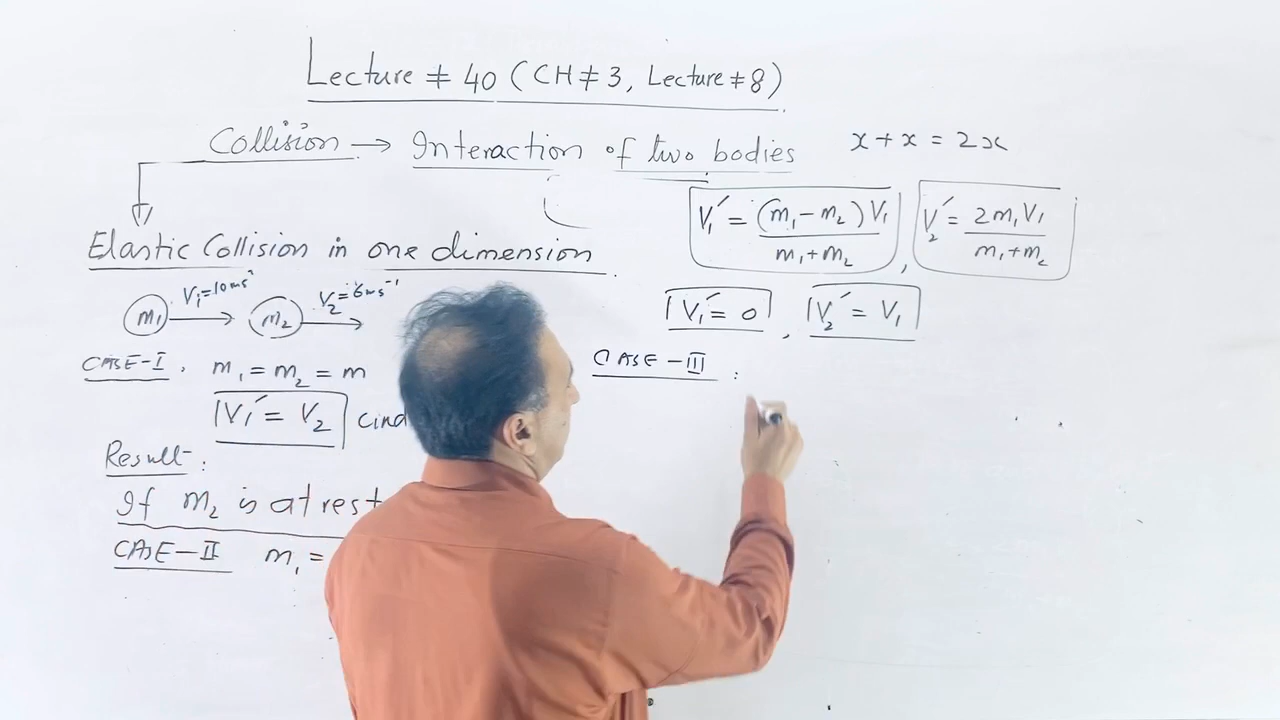 Lecture # 40 (CH # 3, Lecture # 8)
Collision → Interaction of two bodies
x + x = 2x
V₁′ = (m₁ - m₂) V₁ / m₁ + m₂ , V₂′ = 2m₁V₁ / m₁ + m₂
Elastic Collision in one dimension
m₁ V₁ = 10ms⁻¹ m₂ V₂ = 6ms⁻¹
V₁′ = 0 , V₂′ = V₁
CASE-I . m₁ = m₂ = m
V₁′ = V₂ and
Result :
If m₂ is at rest
CASE-II m₁ =
CASE-III :